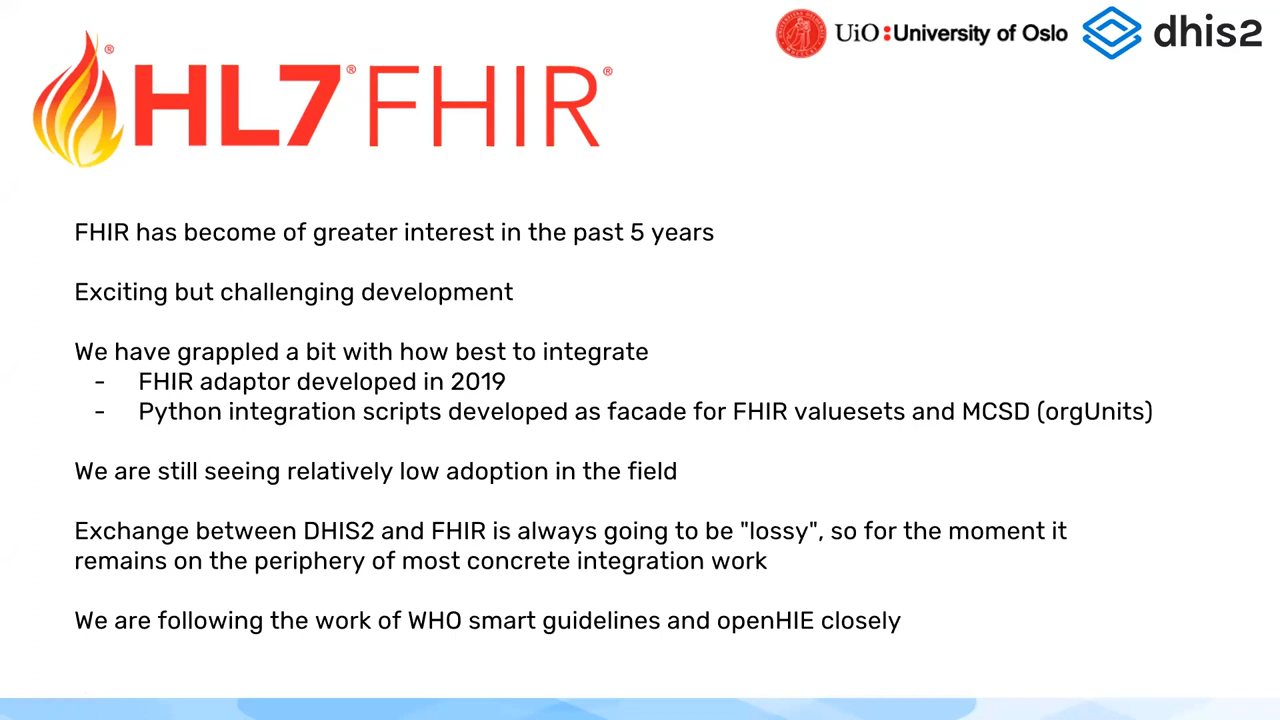 UiO:University of Oslo
dhis2
HL7® FHIR®
FHIR has become of greater interest in the past 5 years
Exciting but challenging development
We have grappled a bit with how best to integrate
- FHIR adaptor developed in 2019
- Python integration scripts developed as facade for FHIR valuesets and MCSD (orgUnits)
We are still seeing relatively low adoption in the field
Exchange between DHIS2 and FHIR is always going to be "lossy", so for the moment it
remains on the periphery of most concrete integration work
We are following the work of WHO smart guidelines and openHIE closely